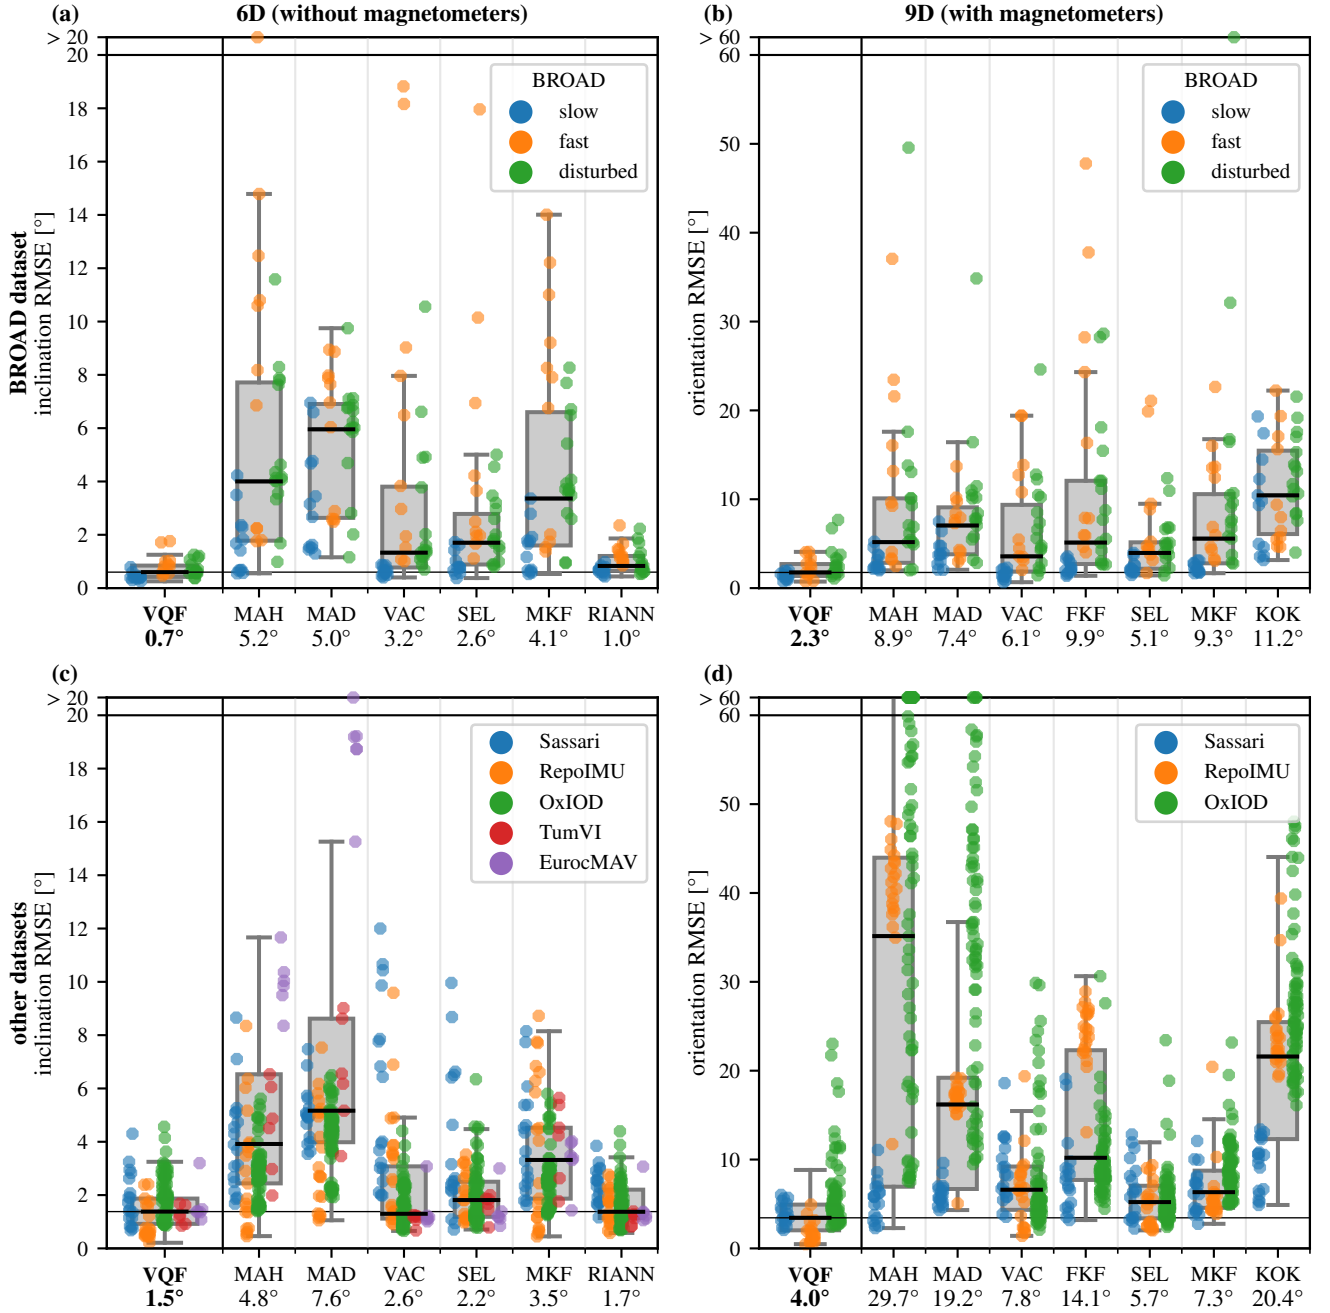 (a) 6D (without magnetometers)
> 20
20
18
16
14
12
10
8
6
4
2
0
BROAD dataset
inclination RMSE [°]
BROAD
slow
fast
disturbed
VQF MAH MAD VAC SEL MKF RIANN
0.7° 5.2° 5.0° 3.2° 2.6° 4.1° 1.0°
(b) 9D (with magnetometers)
> 60
60
50
40
30
20
10
0
orientation RMSE [°]
BROAD
slow
fast
disturbed
VQF MAH MAD VAC FKF SEL MKF KOK
2.3° 8.9° 7.4° 6.1° 9.9° 5.1° 9.3° 11.2°
(c)
> 20
20
18
16
14
12
10
8
6
4
2
0
other datasets
inclination RMSE [°]
Sassari
RepoIMU
OxIOD
TumVI
EurocMAV
VQF MAH MAD VAC SEL MKF RIANN
1.5° 4.8° 7.6° 2.6° 2.2° 3.5° 1.7°
(d)
> 60
60
50
40
30
20
10
0
orientation RMSE [°]
Sassari
RepoIMU
OxIOD
VQF MAH MAD VAC FKF SEL MKF KOK
4.0° 29.7° 19.2° 7.8° 14.1° 5.7° 7.3° 20.4°